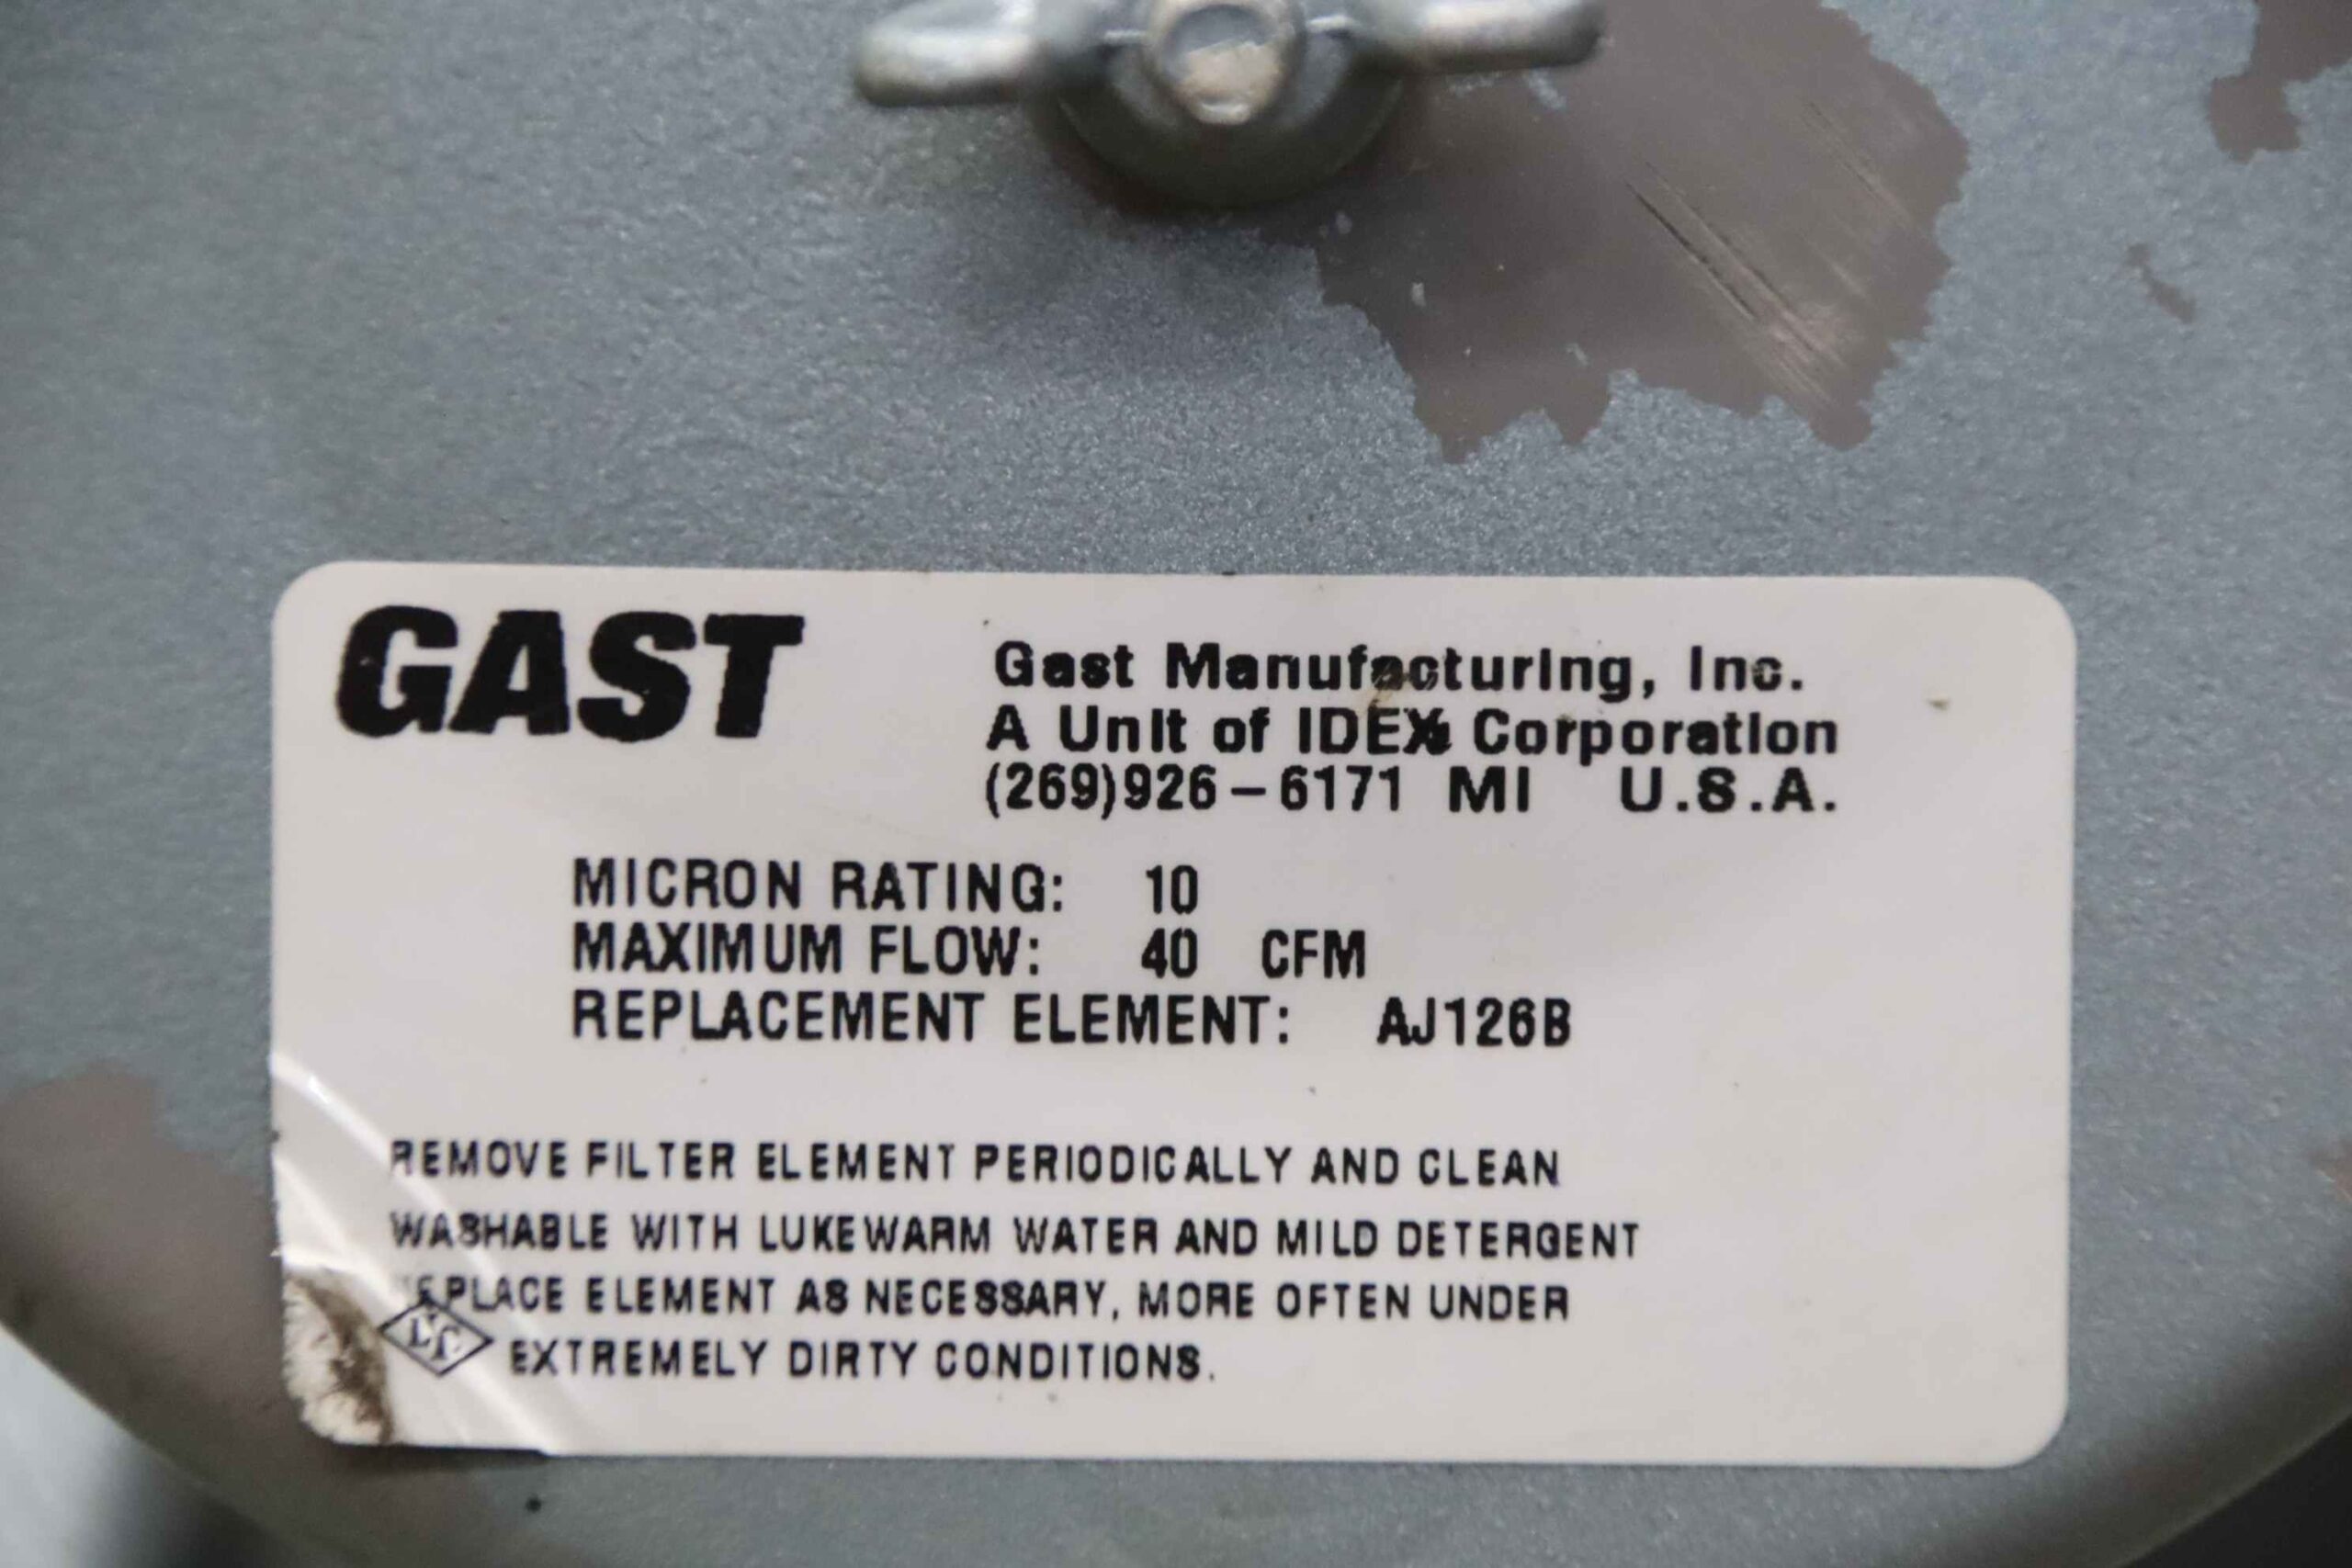 GAST
Gast Manufacturing, Inc.
A Unit of IDEX Corporation
(269)926-6171 MI U.S.A.
MICRON RATING: 10
MAXIMUM FLOW: 40 CFM
REPLACEMENT ELEMENT: AJ126B
REMOVE FILTER ELEMENT PERIODICALLY AND CLEAN
WASHABLE WITH LUKEWARM WATER AND MILD DETERGENT
REPLACE ELEMENT AS NECESSARY, MORE OFTEN UNDER
EXTREMELY DIRTY CONDITIONS.